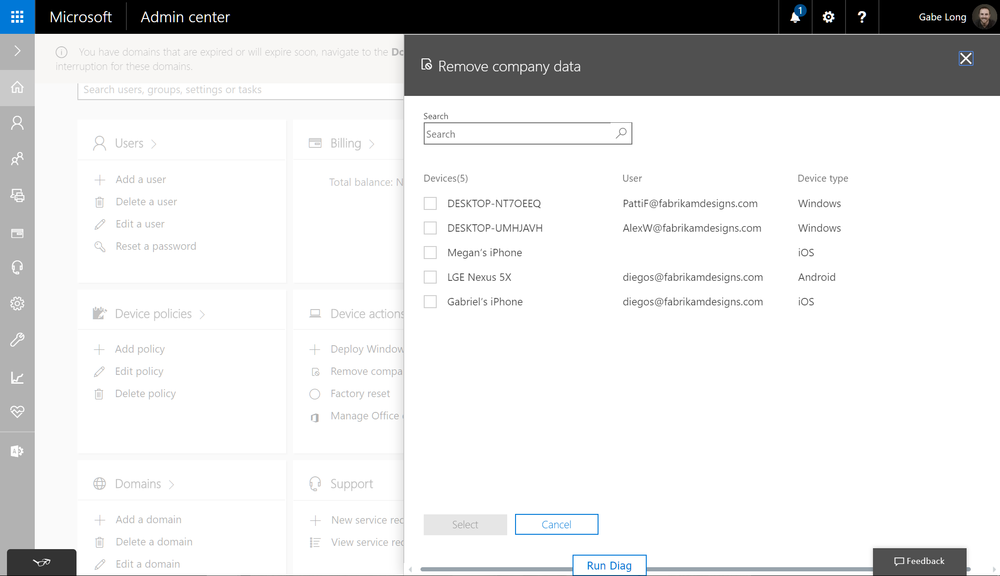 Microsoft Admin center 1 ? Gabe Long
You have domains that are expired or will expire soon, navigate to the Do
interruption for these domains.
Search users, groups, settings or tasks
Users
Add a user
Delete a user
Edit a user
Reset a password
Billing
Total balance: N
Device policies
Add policy
Edit policy
Delete policy
Device actions
Deploy Window
Remove compa
Factory reset
Manage Office
Domains
Add a domain
Delete a domain
Edit a domain
Support
New service rec
View service rec
Remove company data
Search
Search
Devices(5) User Device type
DESKTOP-NT7OEEQ PattiF@fabrikamdesigns.com Windows
DESKTOP-UMHJAVH AlexW@fabrikamdesigns.com Windows
Megan's iPhone iOS
LGE Nexus 5X diegos@fabrikamdesigns.com Android
Gabriel's iPhone diegos@fabrikamdesigns.com iOS
Select Cancel
Run Diag
Feedback